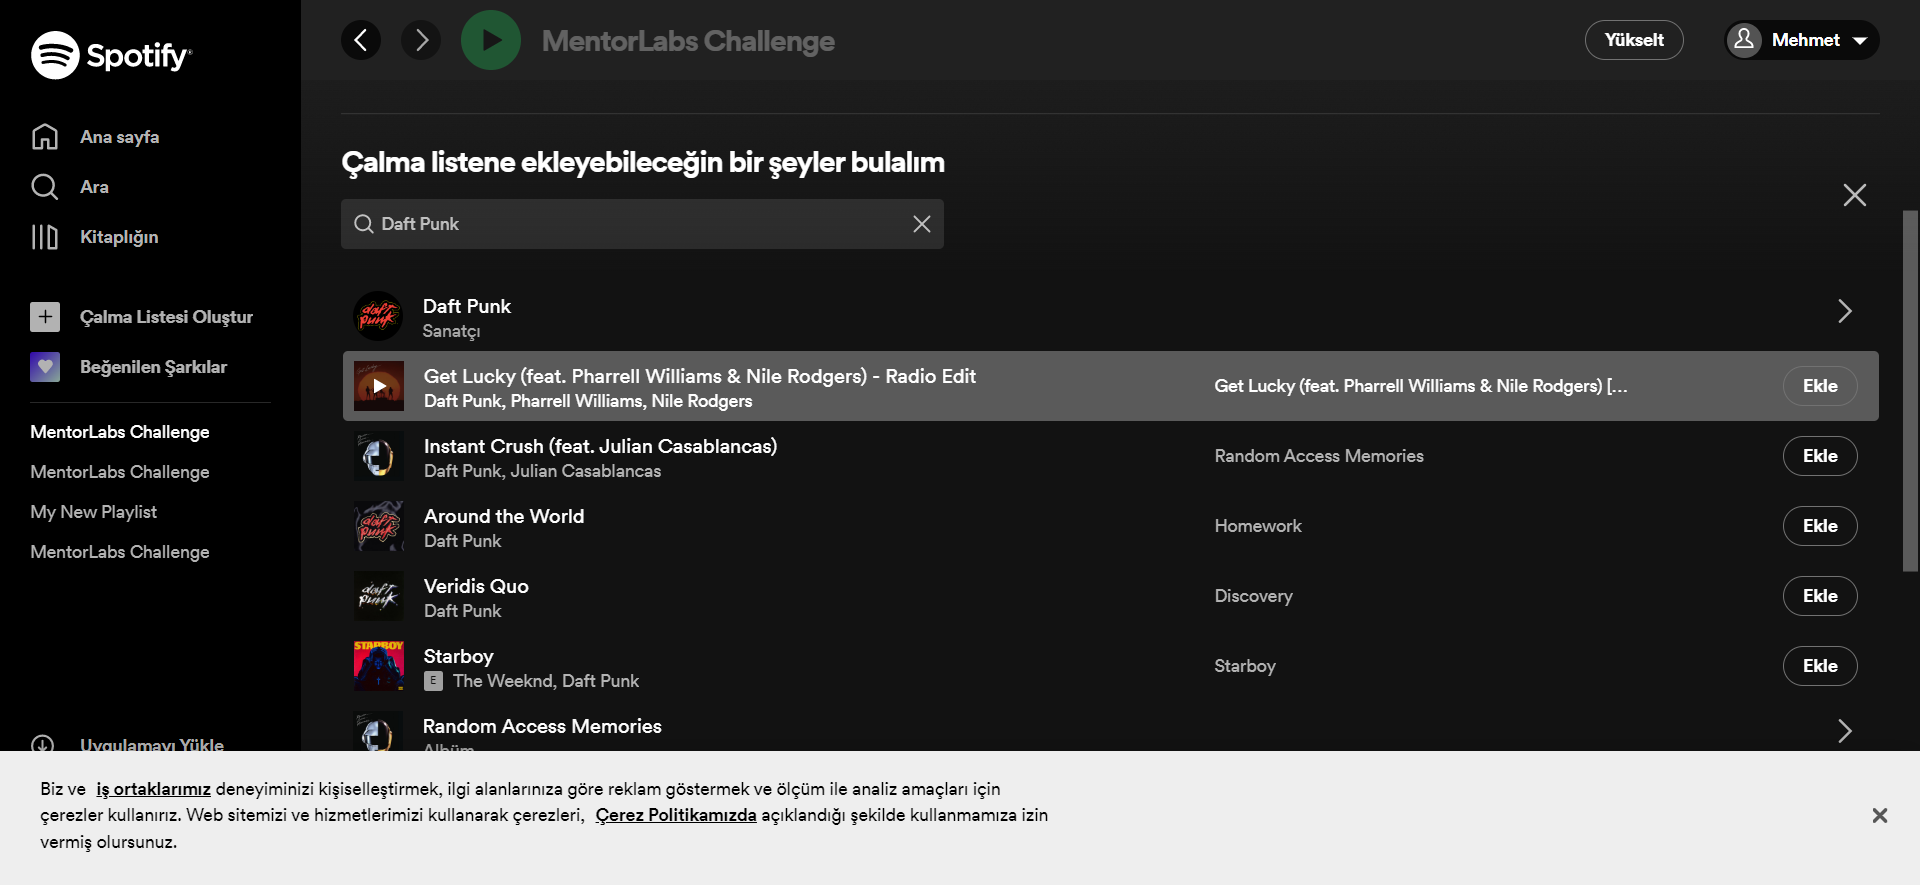 Spotify
Ana sayfa
Ara
Kitaplığın
Çalma Listesi Oluştur
Beğenilen Şarkılar
MentorLabs Challenge
MentorLabs Challenge
My New Playlist
MentorLabs Challenge
Uygulamayı Yükle
MentorLabs Challenge
Yükselt
Mehmet
Çalma listene ekleyebileceğin bir şeyler bulalım
Daft Punk
Daft Punk
Sanatçı
Get Lucky (feat. Pharrell Williams & Nile Rodgers) - Radio Edit
Daft Punk, Pharrell Williams, Nile Rodgers
Get Lucky (feat. Pharrell Williams & Nile Rodgers) [...
Ekle
Instant Crush (feat. Julian Casablancas)
Daft Punk, Julian Casablancas
Random Access Memories
Ekle
Around the World
Daft Punk
Homework
Ekle
Veridis Quo
Daft Punk
Discovery
Ekle
STARBOY
Starboy
E The Weeknd, Daft Punk
Starboy
Ekle
Random Access Memories
Albüm
Biz ve iş ortaklarımız deneyiminizi kişiselleştirmek, ilgi alanlarınıza göre reklam göstermek ve ölçüm ile analiz amaçları için
çerezler kullanırız. Web sitemizi ve hizmetlerimizi kullanarak çerezleri, Çerez Politikamızda açıklandığı şekilde kullanmamıza izin
vermiş olursunuz.